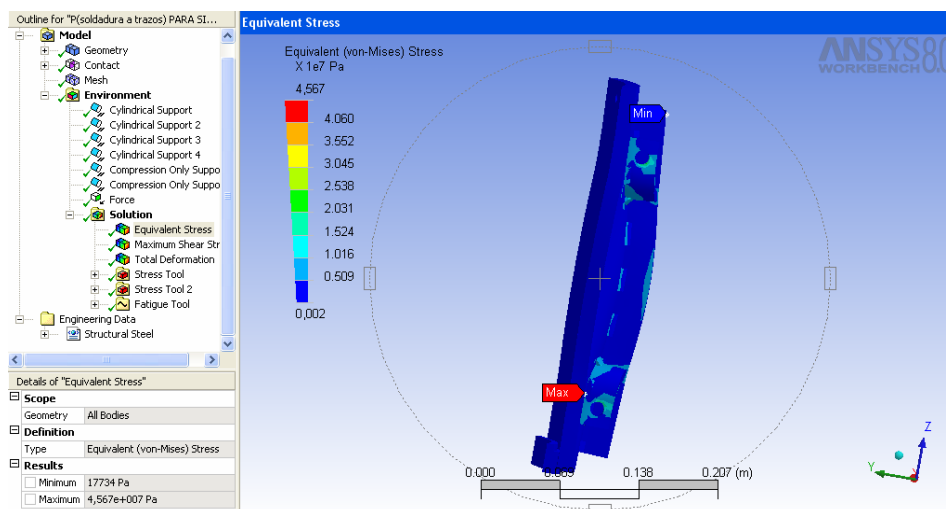 Outline for "P(soldadura a trazos) PARA SI...
Model
Geometry
Contact
Mesh
Environment
Cylindrical Support
Cylindrical Support 2
Cylindrical Support 3
Cylindrical Support 4
Compression Only Suppo
Compression Only Suppo
Force
Solution
Equivalent Stress
Maximum Shear Str
Total Deformation
Stress Tool
Stress Tool 2
Fatigue Tool
Engineering Data
Structural Steel
Details of "Equivalent Stress"
Scope
Geometry All Bodies
Definition
Type Equivalent (von-Mises) Stress
Results
Minimum 17734 Pa
Maximum 4,567e+007 Pa
Equivalent Stress
Equivalent (von-Mises) Stress
X 1e7 Pa
4,567
4.060
3.552
3.045
2.538
2.031
1.524
1.016
0.509
0,002
ANSYS 8.0
WORKBENCH
Min
Max
0.000 0.069 0.138 0.207 (m)
Z
Y